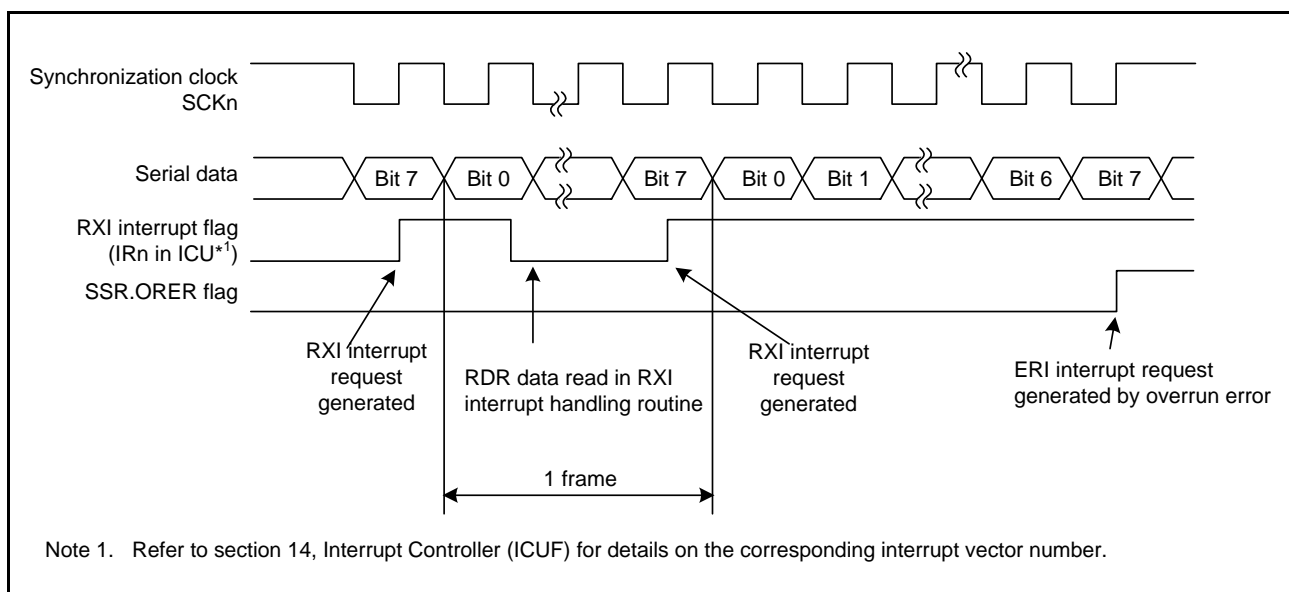 Synchronization clock
SCKn
Serial data
Bit 7
Bit 0
Bit 7
Bit 0
Bit 1
Bit 6
Bit 7
RXI interrupt flag
(IRn in ICU*1)
SSR.ORER flag
RXI interrupt
request
generated
RDR data read in RXI
interrupt handling routine
RXI interrupt
request
generated
ERI interrupt request
generated by overrun error
1 frame
Note 1. Refer to section 14, Interrupt Controller (ICUF) for details on the corresponding interrupt vector number.